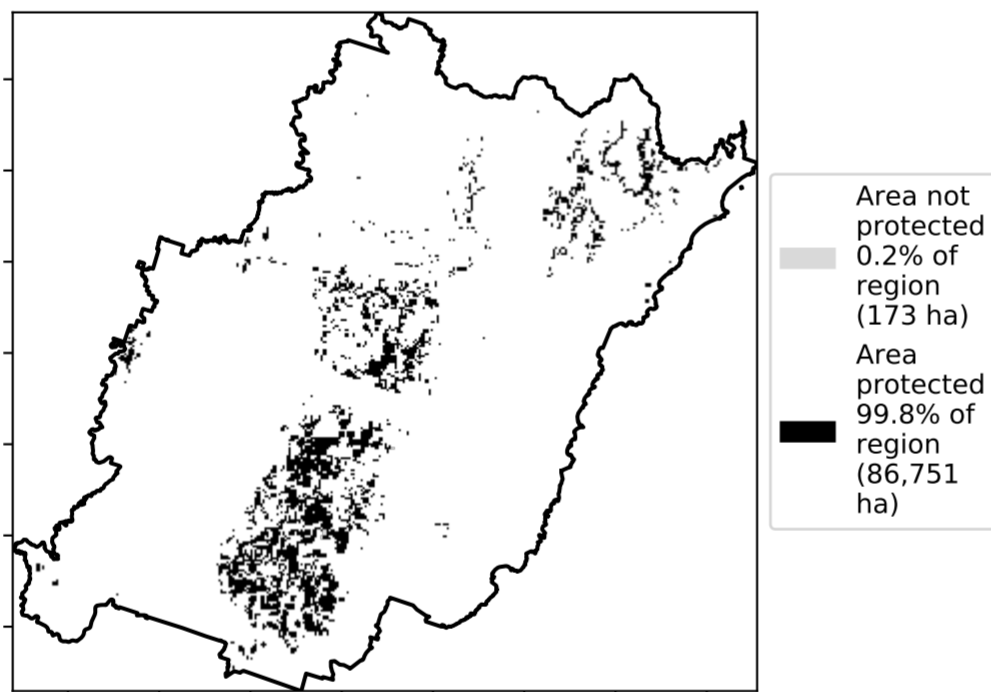 Area not
protected
0.2% of
region
(173 ha)
Area
protected
99.8% of
region
(86,751
ha)